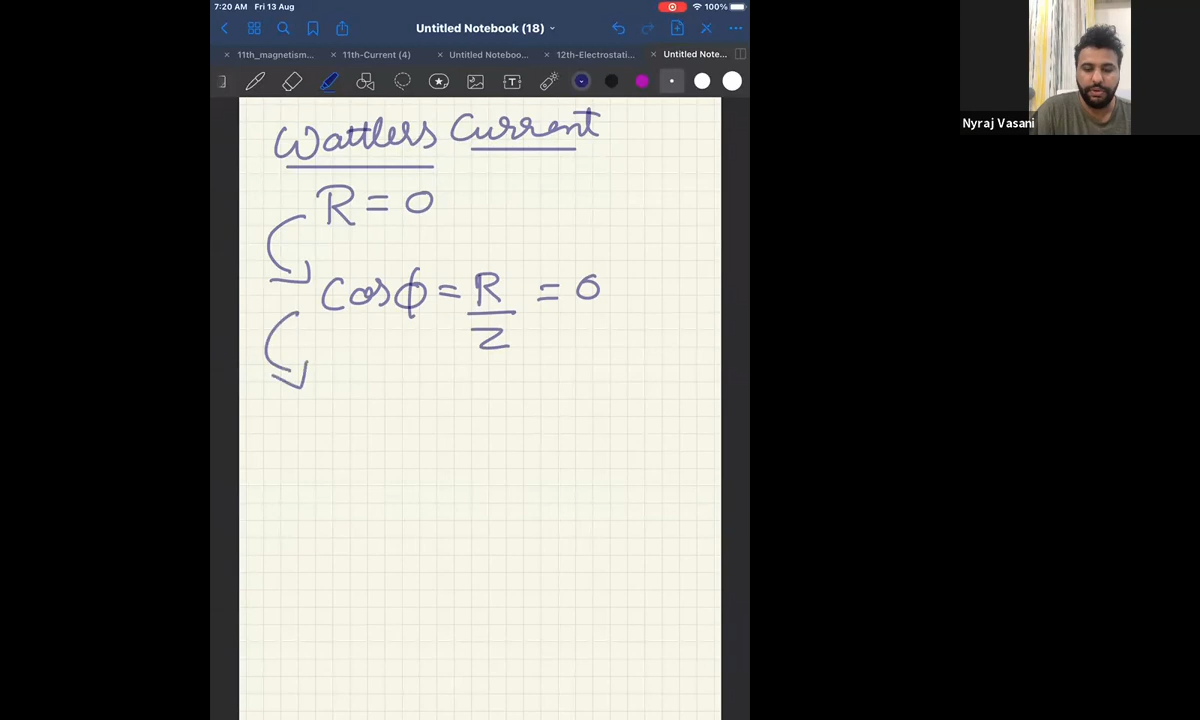 7:20 AM Fri 13 Aug
100%
Untitled Notebook (18)
11th_magnetism...
11th-Current (4)
Untitled Noteboo...
12th-Electrostati...
Untitled Note...
Nyraj Vasani
Wattless Current
R = 0
Cosϕ = R/Z = 0